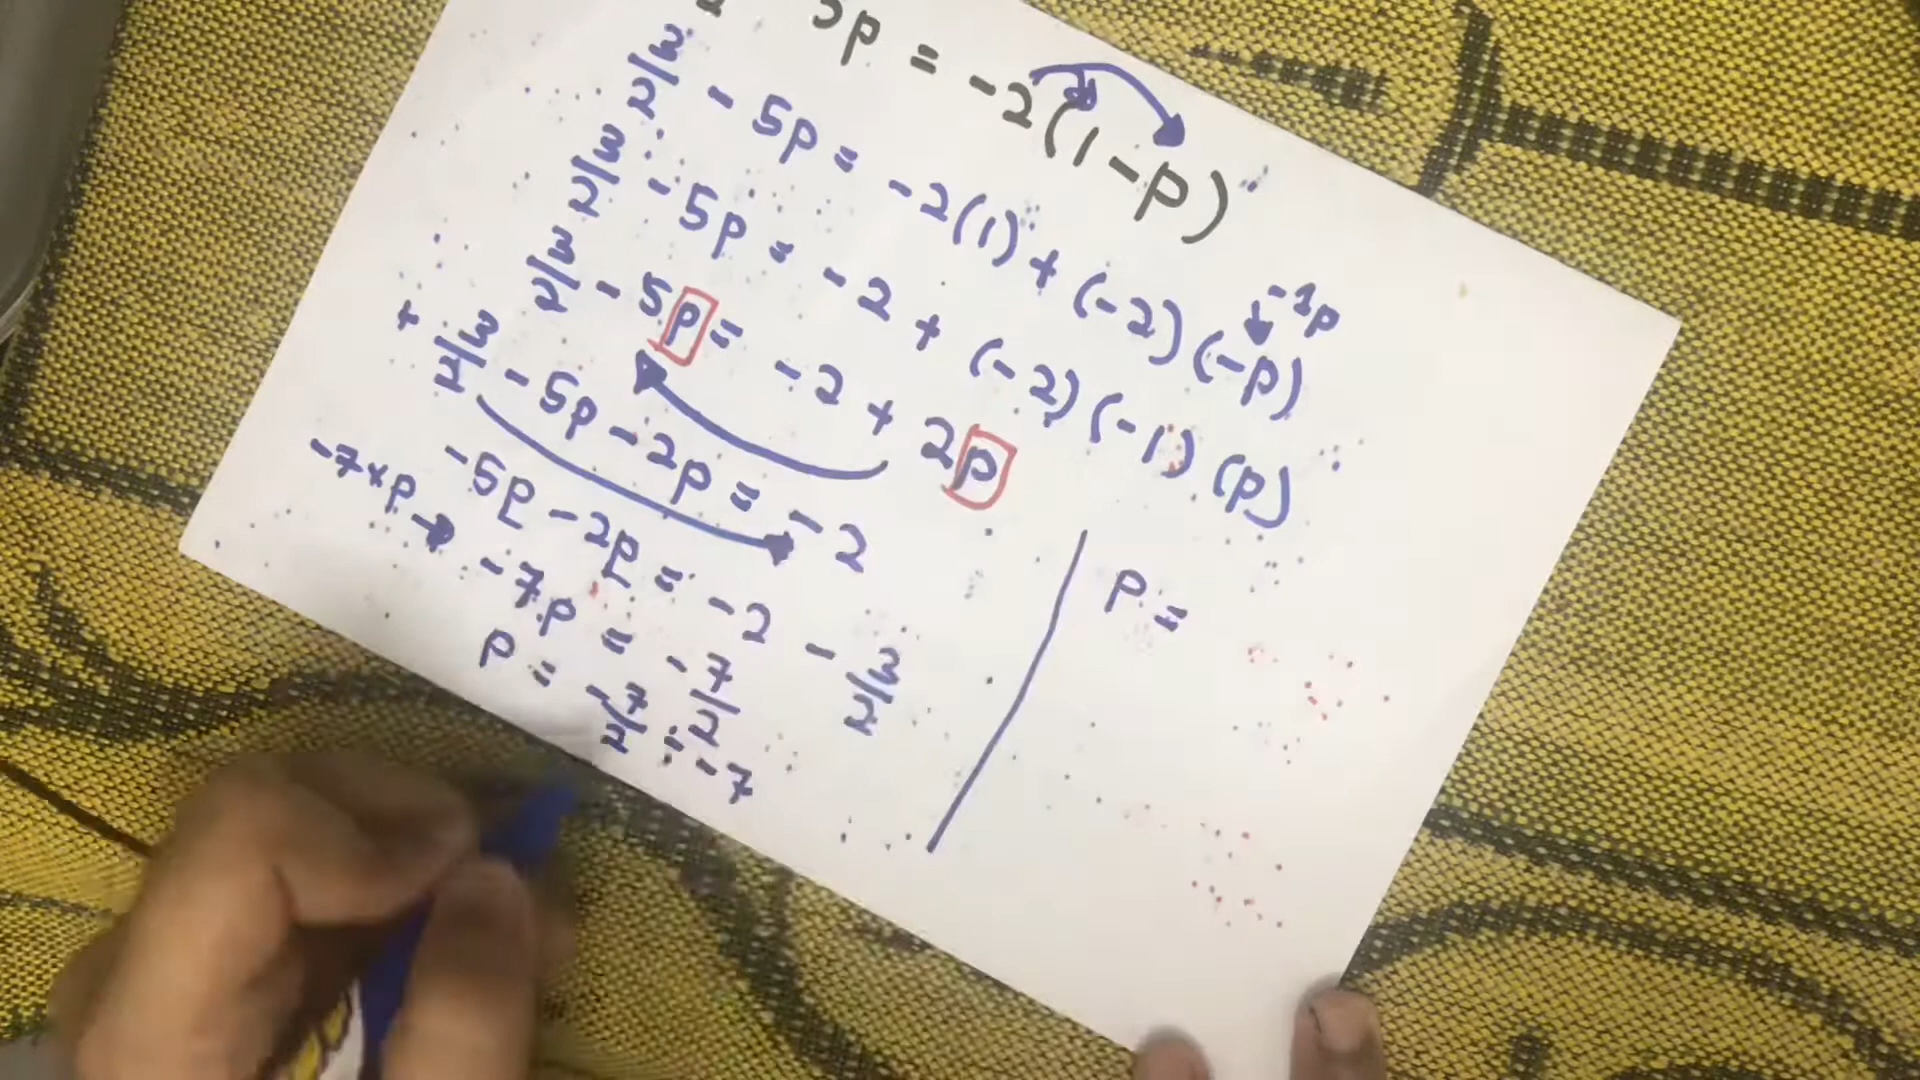 5p = -2(1-p)
3/2 - 5p = -2(1) + (-2)(-p)
-1p
3/2 - 5p = -2 + (-2)(-1)(p)
3/2 - 5p = -2 + 2p
+ 3/2 - 5p - 2p = -2
-5p - 2p = -2 - 3/2
-7×p → -7p = -7/2
p = -7/2 ÷ -7
p =